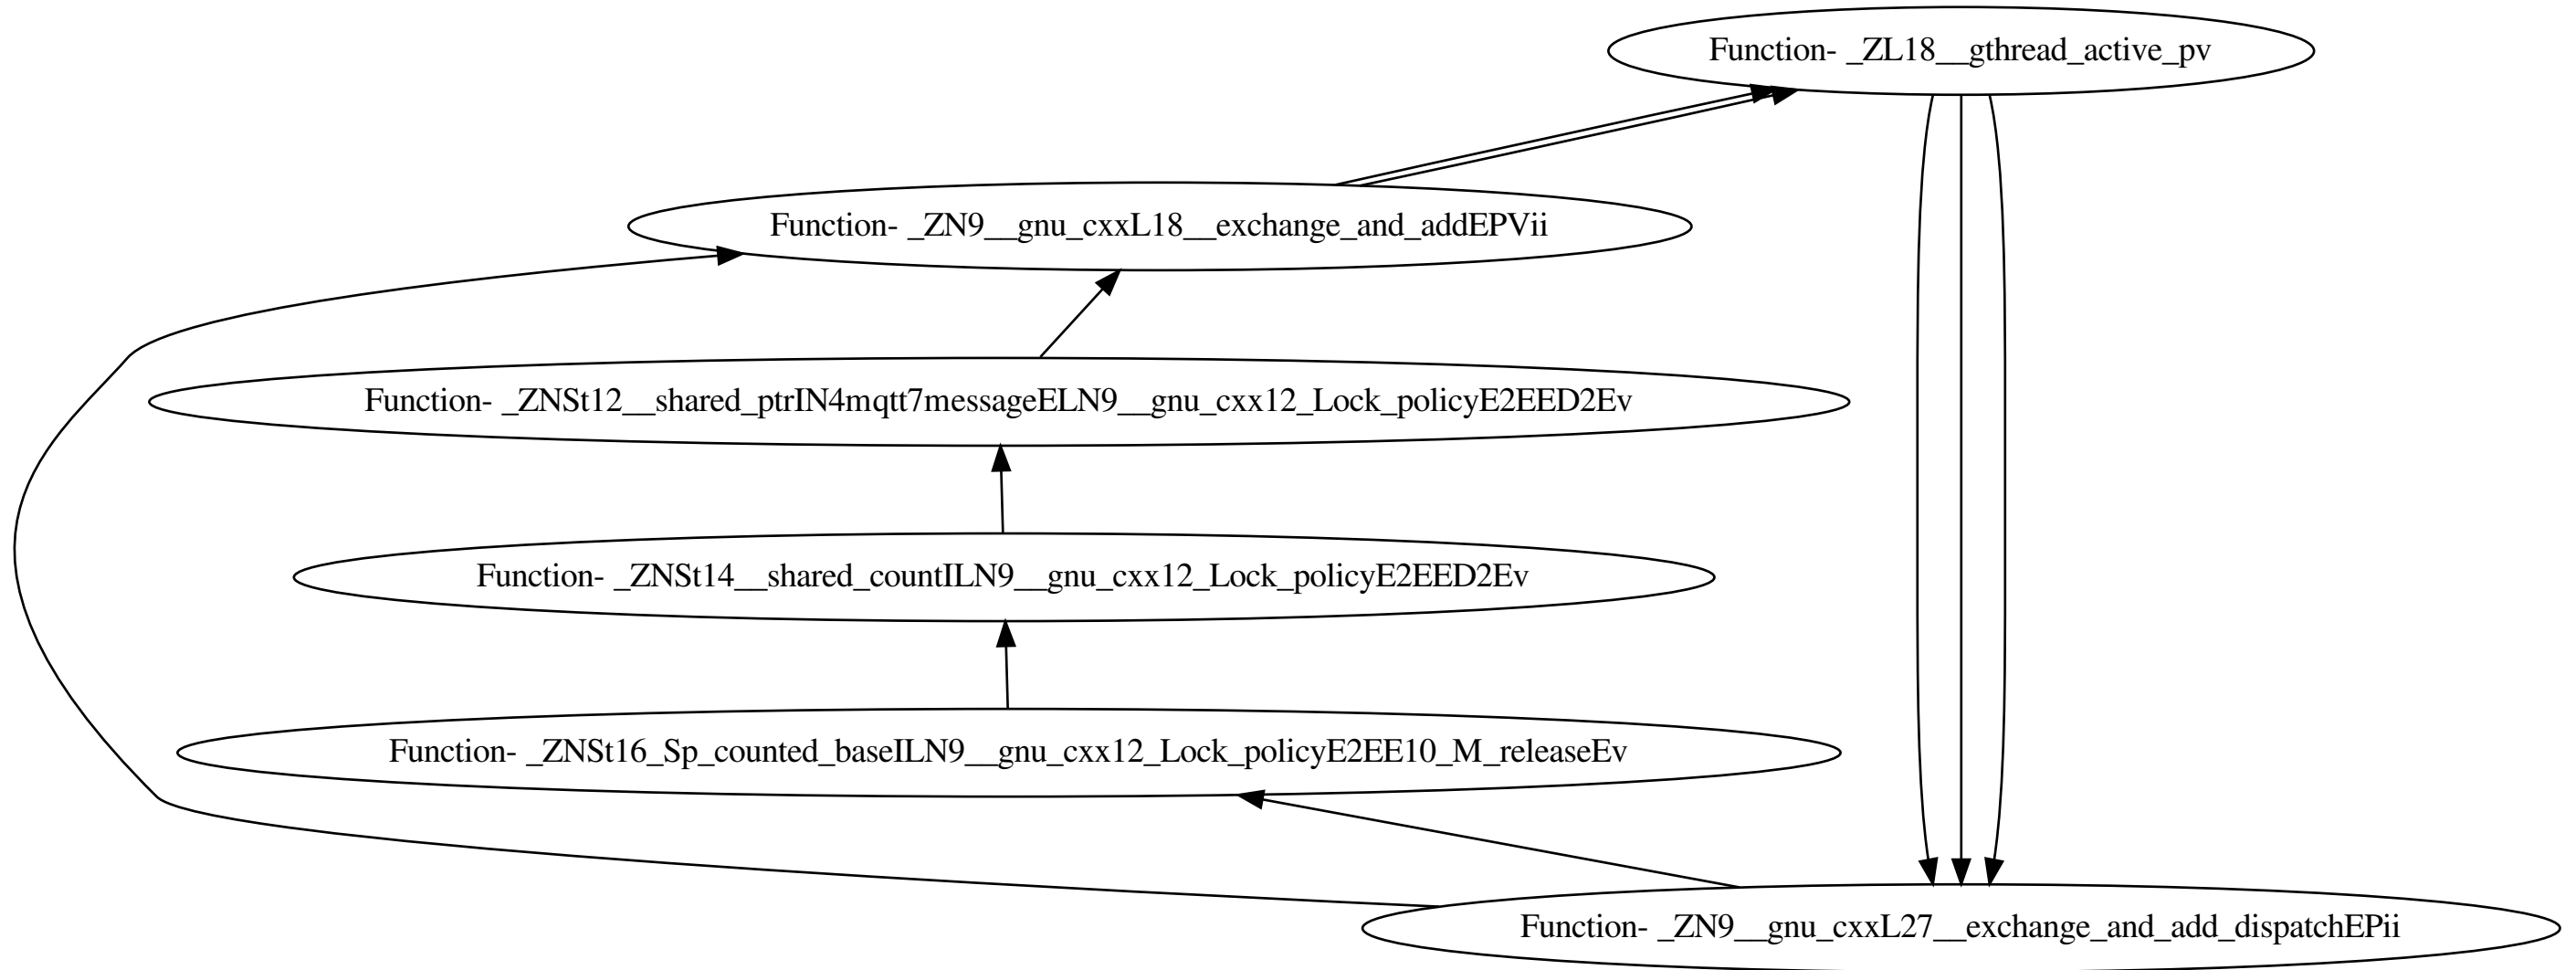 Function- _ZL18__gthread_active_pv
Function- _ZN9__gnu_cxxL18__exchange_and_addEPVii
Function- _ZNSt12__shared_ptrIN4mqtt7messageELN9__gnu_cxx12_Lock_policyE2EED2Ev
Function- _ZNSt14__shared_countILN9__gnu_cxx12_Lock_policyE2EED2Ev
Function- _ZNSt16_Sp_counted_baseILN9__gnu_cxx12_Lock_policyE2EE10_M_releaseEv
Function- _ZN9__gnu_cxxL27__exchange_and_add_dispatchEPii